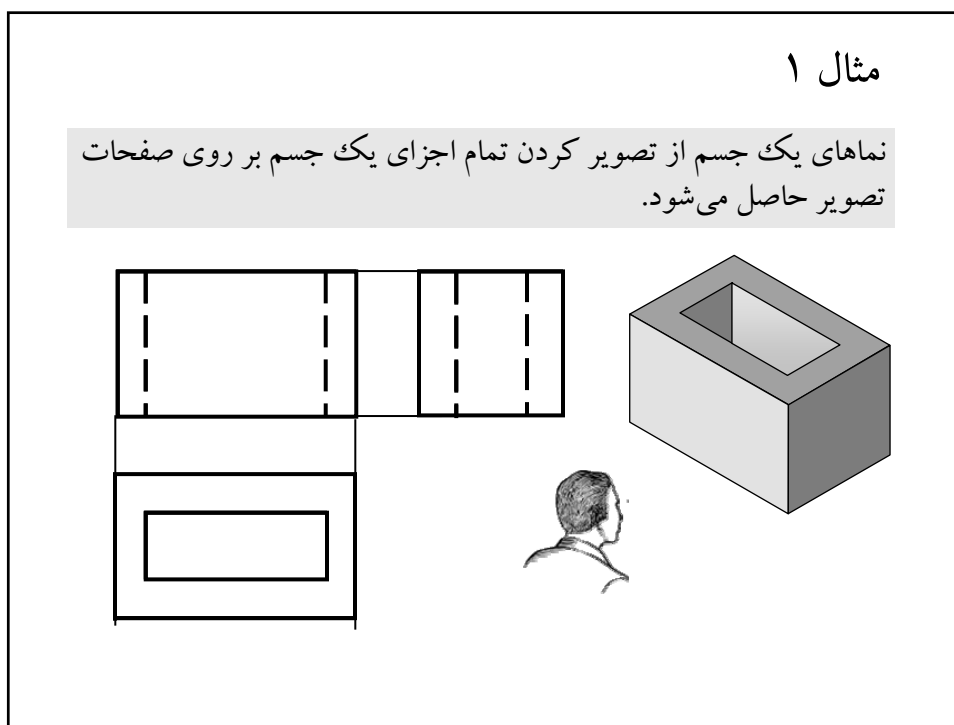 مثال ۱
نماهای یک جسم از تصویر کردن تمام اجزای یک جسم بر روی صفحات
تصویر حاصل می‌شود.